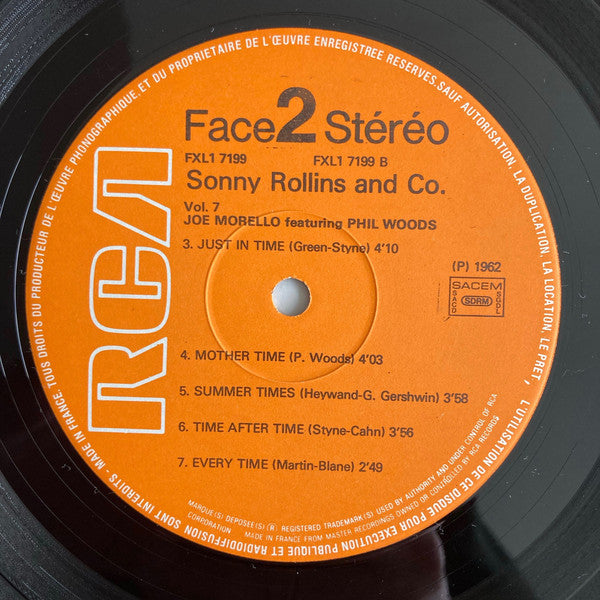 RCA
Face 2 Stéréo
FXL1 7199 FXL1 7199 B
Sonny Rollins and Co.
Vol. 7
JOE MORELLO featuring PHIL WOODS
3. JUST IN TIME (Green-Styne) 4'10
(P) 1962
SACEM
SACD SDRM SGDL
4. MOTHER TIME (P. Woods) 4'03
5. SUMMER TIMES (Heywand-G. Gershwin) 3'58
6. TIME AFTER TIME (Styne-Cahn) 3'56
7. EVERY TIME (Martin-Blane) 2'49
MARQUE(S) DEPOSEE(S) (R). REGISTERED TRADEMARK(S) USED BY AUTHORITY AND UNDER CONTROL OF RCA
CORPORATION MADE IN FRANCE FROM MASTER RECORDINGS OWNED OR CONTROLLED BY RCA RECORDS
MADE IN FRANCE. TOUS DROITS DU PRODUCTEUR DE L'ŒUVRE PHONOGRAPHIQUE, ET DU PROPRIETAIRE DE L'ŒUVRE ENREGISTREE RESERVES. SAUF AUTORISATION, LA DUPLICATION, LA LOCATION, LE PRET, L'UTILISATION DE CE DISQUE POUR EXECUTION PUBLIQUE ET RADIODIFFUSION SONT INTERDITS.